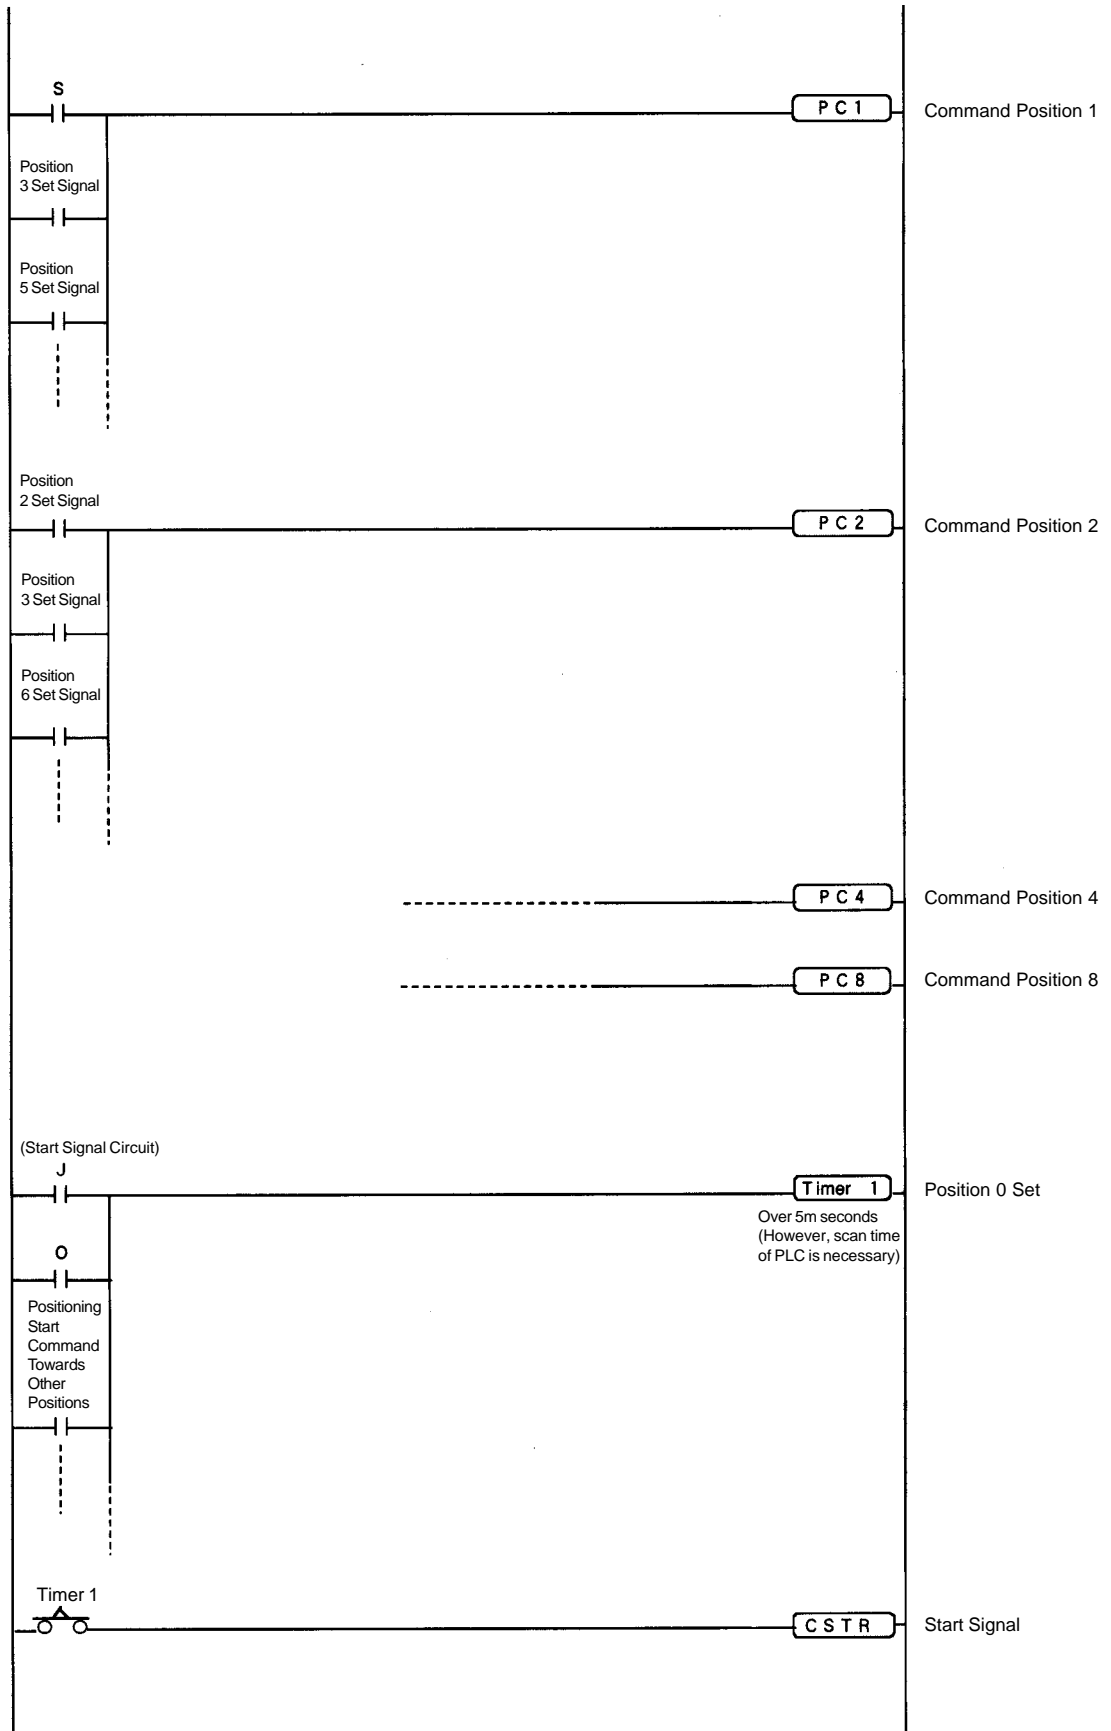 S
PC1
Command Position 1
Position
3 Set Signal
Position
5 Set Signal
Position
2 Set Signal
PC2
Command Position 2
Position
3 Set Signal
Position
6 Set Signal
PC4
Command Position 4
PC8
Command Position 8
(Start Signal Circuit)
J
Timer 1
Position 0 Set
Over 5m seconds
(However, scan time
of PLC is necessary)
O
Positioning
Start
Command
Towards
Other
Positions
Timer 1
CSTR
Start Signal